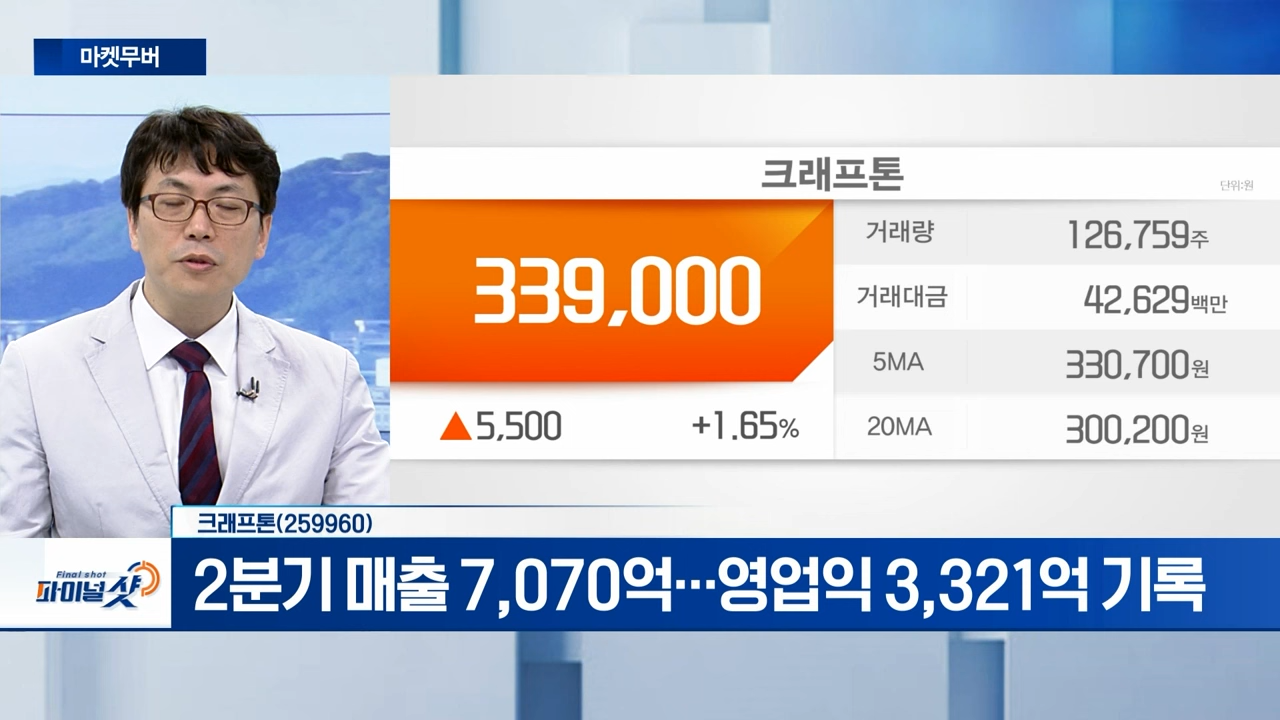 마켓무버
크래프톤
단위:원
339,000
▲5,500 +1.65%
거래량 126,759주
거래대금 42,629백만
5MA 330,700원
20MA 300,200원
크래프톤(259960)
Final shot
파이널샷
2분기 매출 7,070억…영업익 3,321억 기록